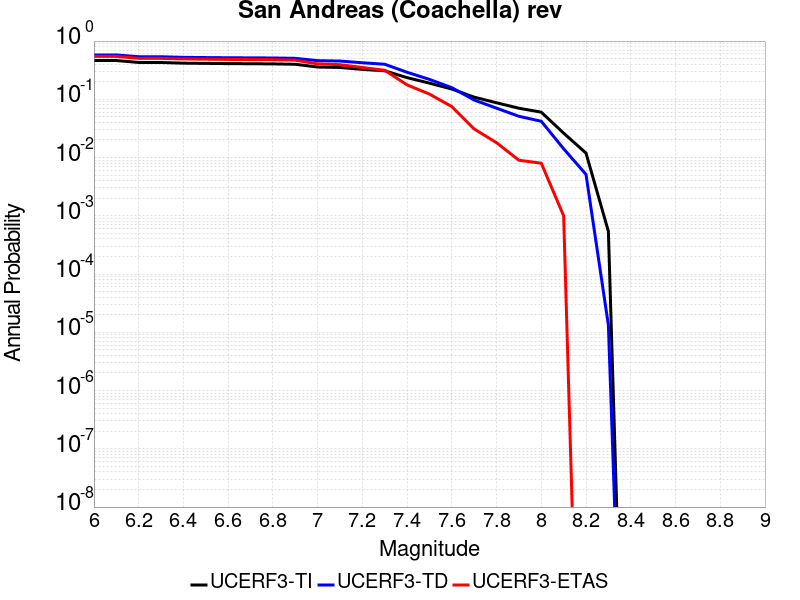 San Andreas (Coachella) rev
10^0
10^-1
10^-2
10^-3
10^-4
10^-5
10^-6
10^-7
10^-8
Annual Probability
6 6.2 6.4 6.6 6.8 7 7.2 7.4 7.6 7.8 8 8.2 8.4 8.6 8.8 9
Magnitude
UCERF3-TI UCERF3-TD UCERF3-ETAS